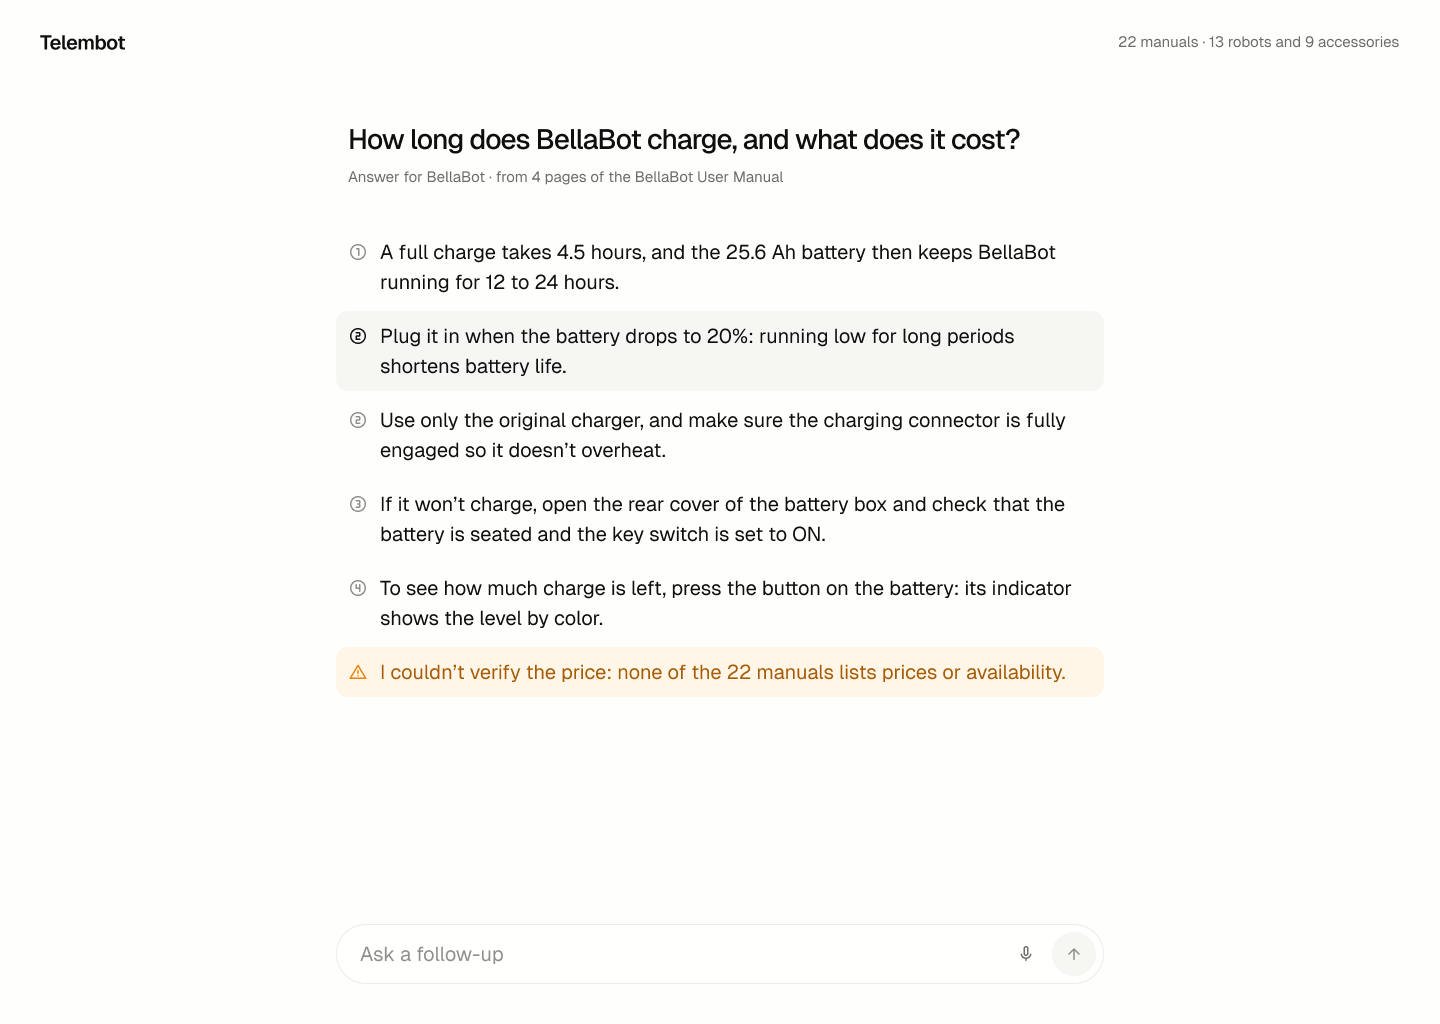 Telembot
22 manuals · 13 robots and 9 accessories
How long does BellaBot charge, and what does it cost?
Answer for BellaBot · from 4 pages of the BellaBot User Manual
① A full charge takes 4.5 hours, and the 25.6 Ah battery then keeps BellaBot
running for 12 to 24 hours.
② Plug it in when the battery drops to 20%: running low for long periods
shortens battery life.
② Use only the original charger, and make sure the charging connector is fully
engaged so it doesn’t overheat.
③ If it won’t charge, open the rear cover of the battery box and check that the
battery is seated and the key switch is set to ON.
④ To see how much charge is left, press the button on the battery: its indicator
shows the level by color.
I couldn’t verify the price: none of the 22 manuals lists prices or availability.
Ask a follow-up